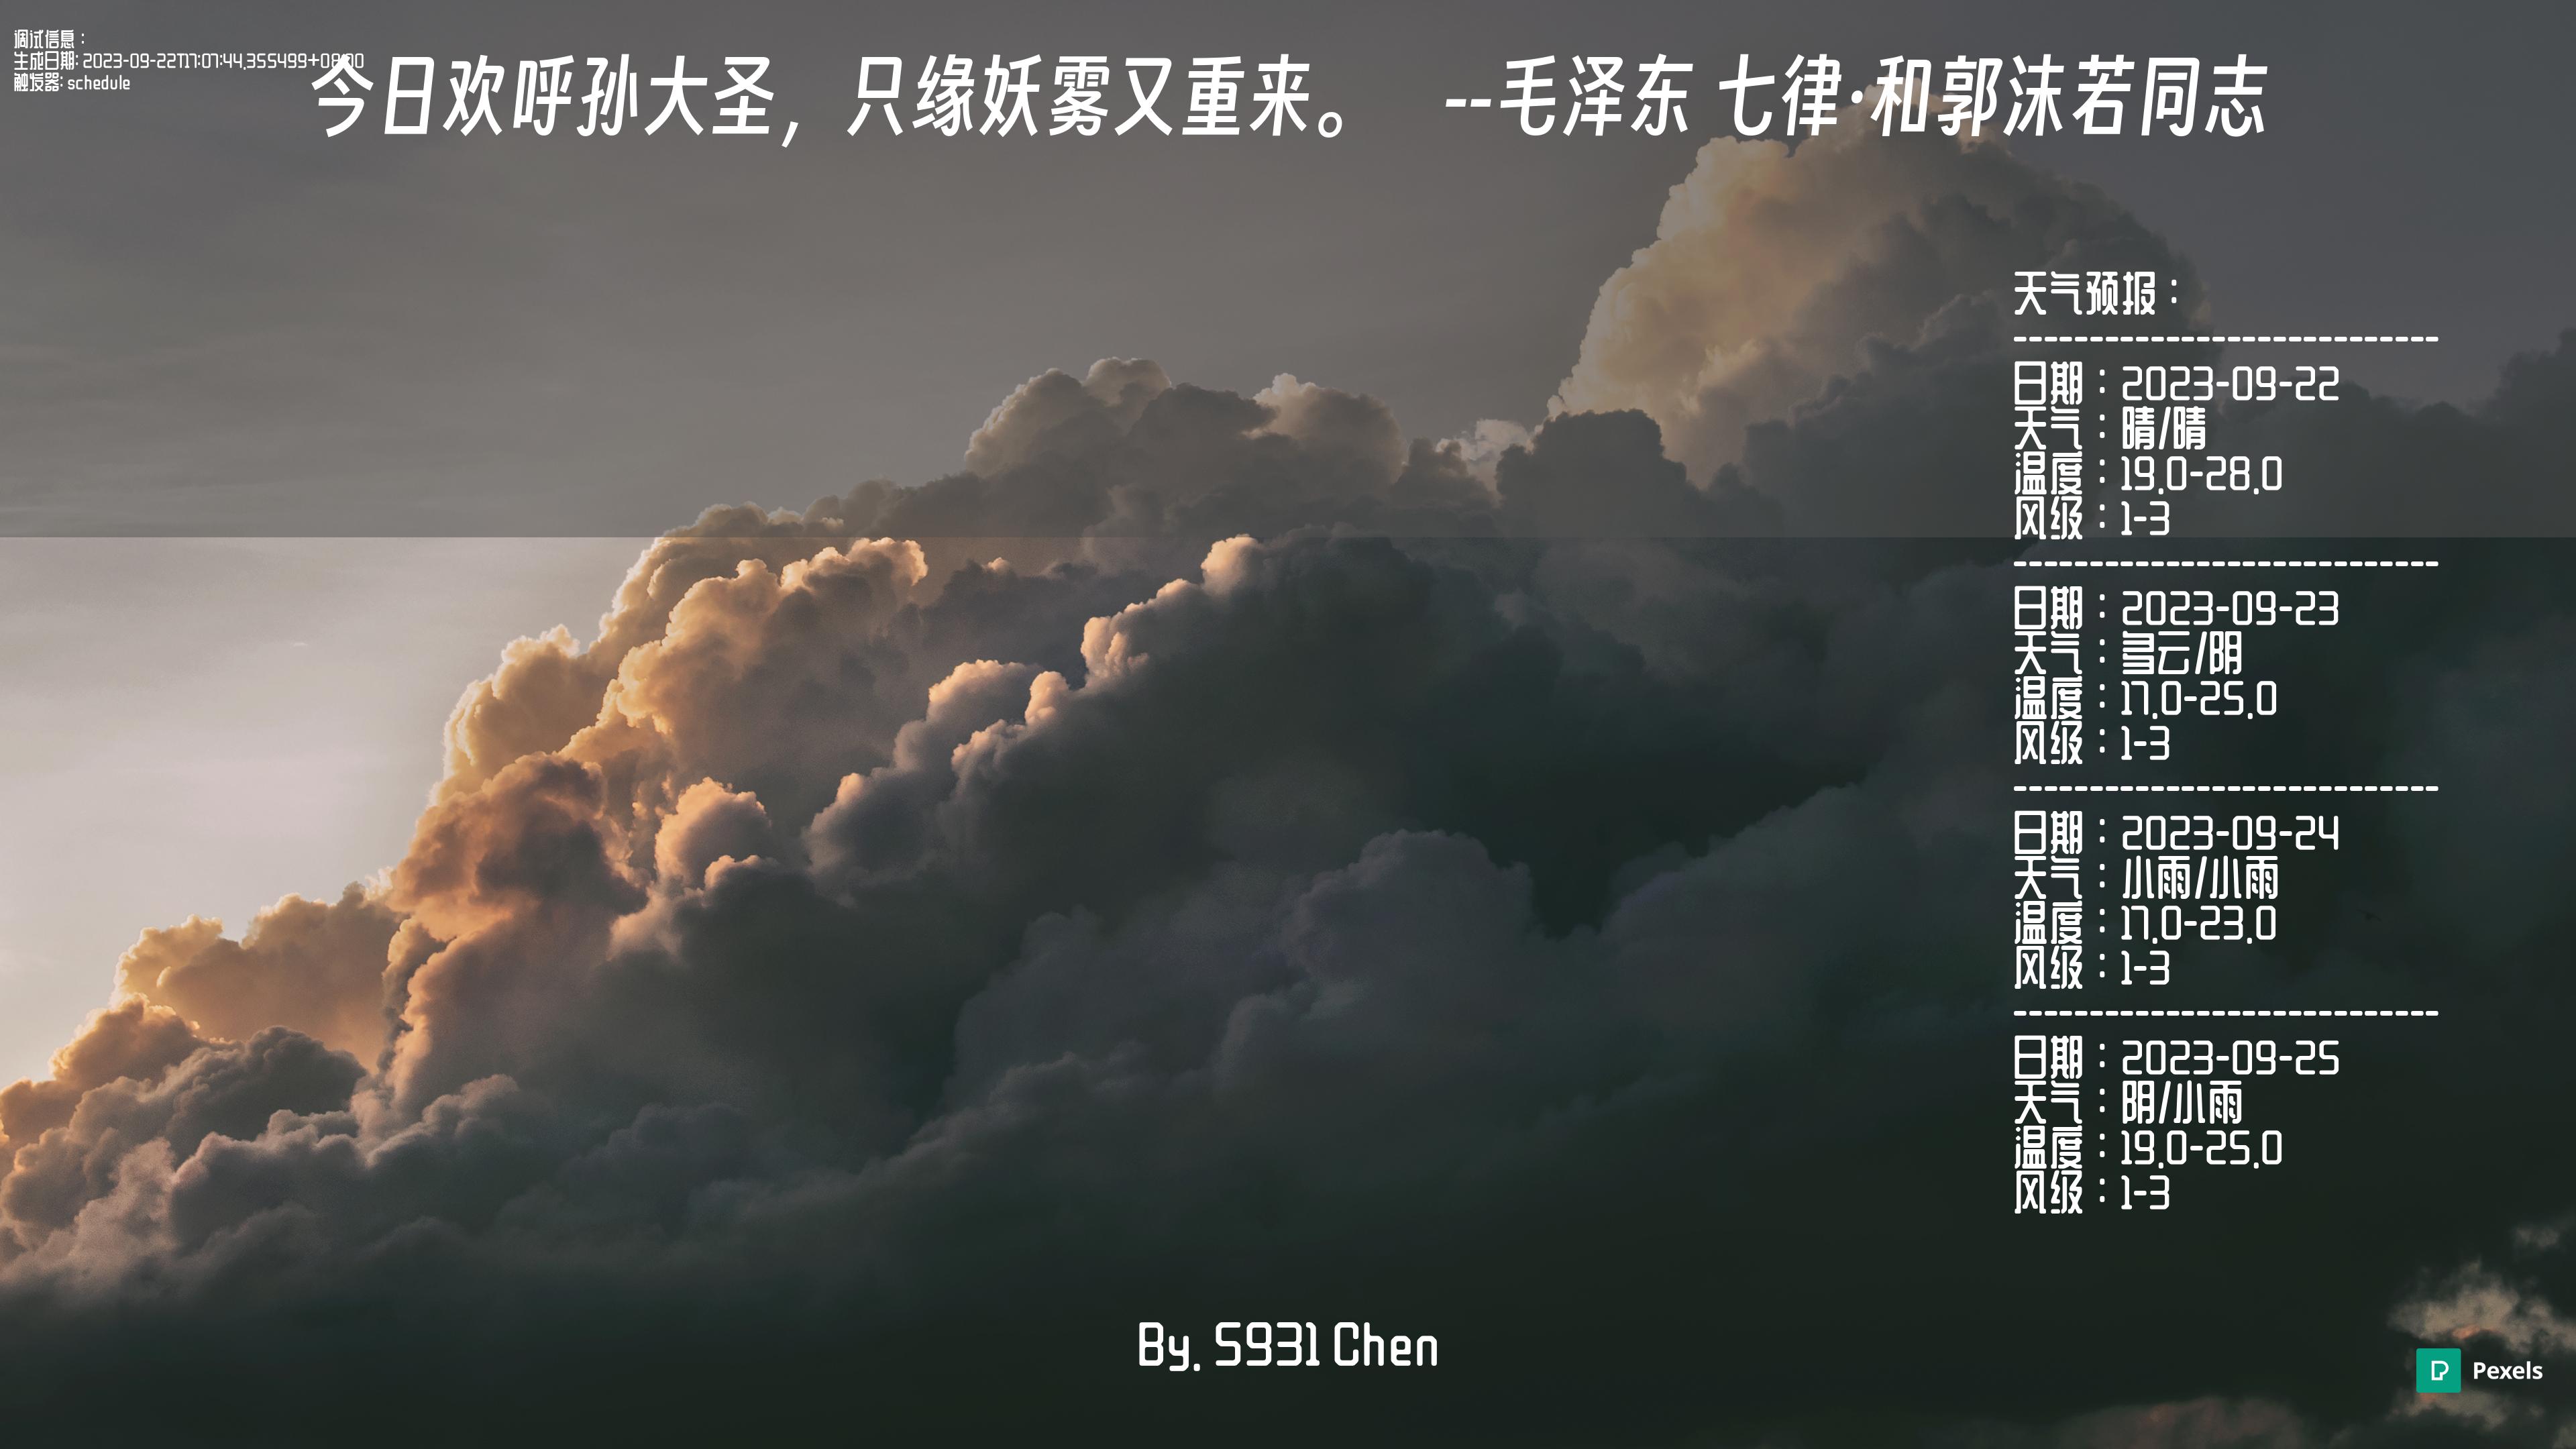 调试信息：
生成日期: 2023-09-22T17:07:44.355499+08:00
触发器: schedule
今日欢呼孙大圣，只缘妖雾又重来。 --毛泽东 七律·和郭沫若同志
天气预报：
----------------------------
日期：2023-09-22
天气：晴/晴
温度：19.0-28.0
风级：1-3
----------------------------
日期：2023-09-23
天气：多云/阴
温度：17.0-25.0
风级：1-3
----------------------------
日期：2023-09-24
天气：小雨/小雨
温度：17.0-23.0
风级：1-3
----------------------------
日期：2023-09-25
天气：阴/小雨
温度：19.0-25.0
风级：1-3
By. S931 Chen
Pexels